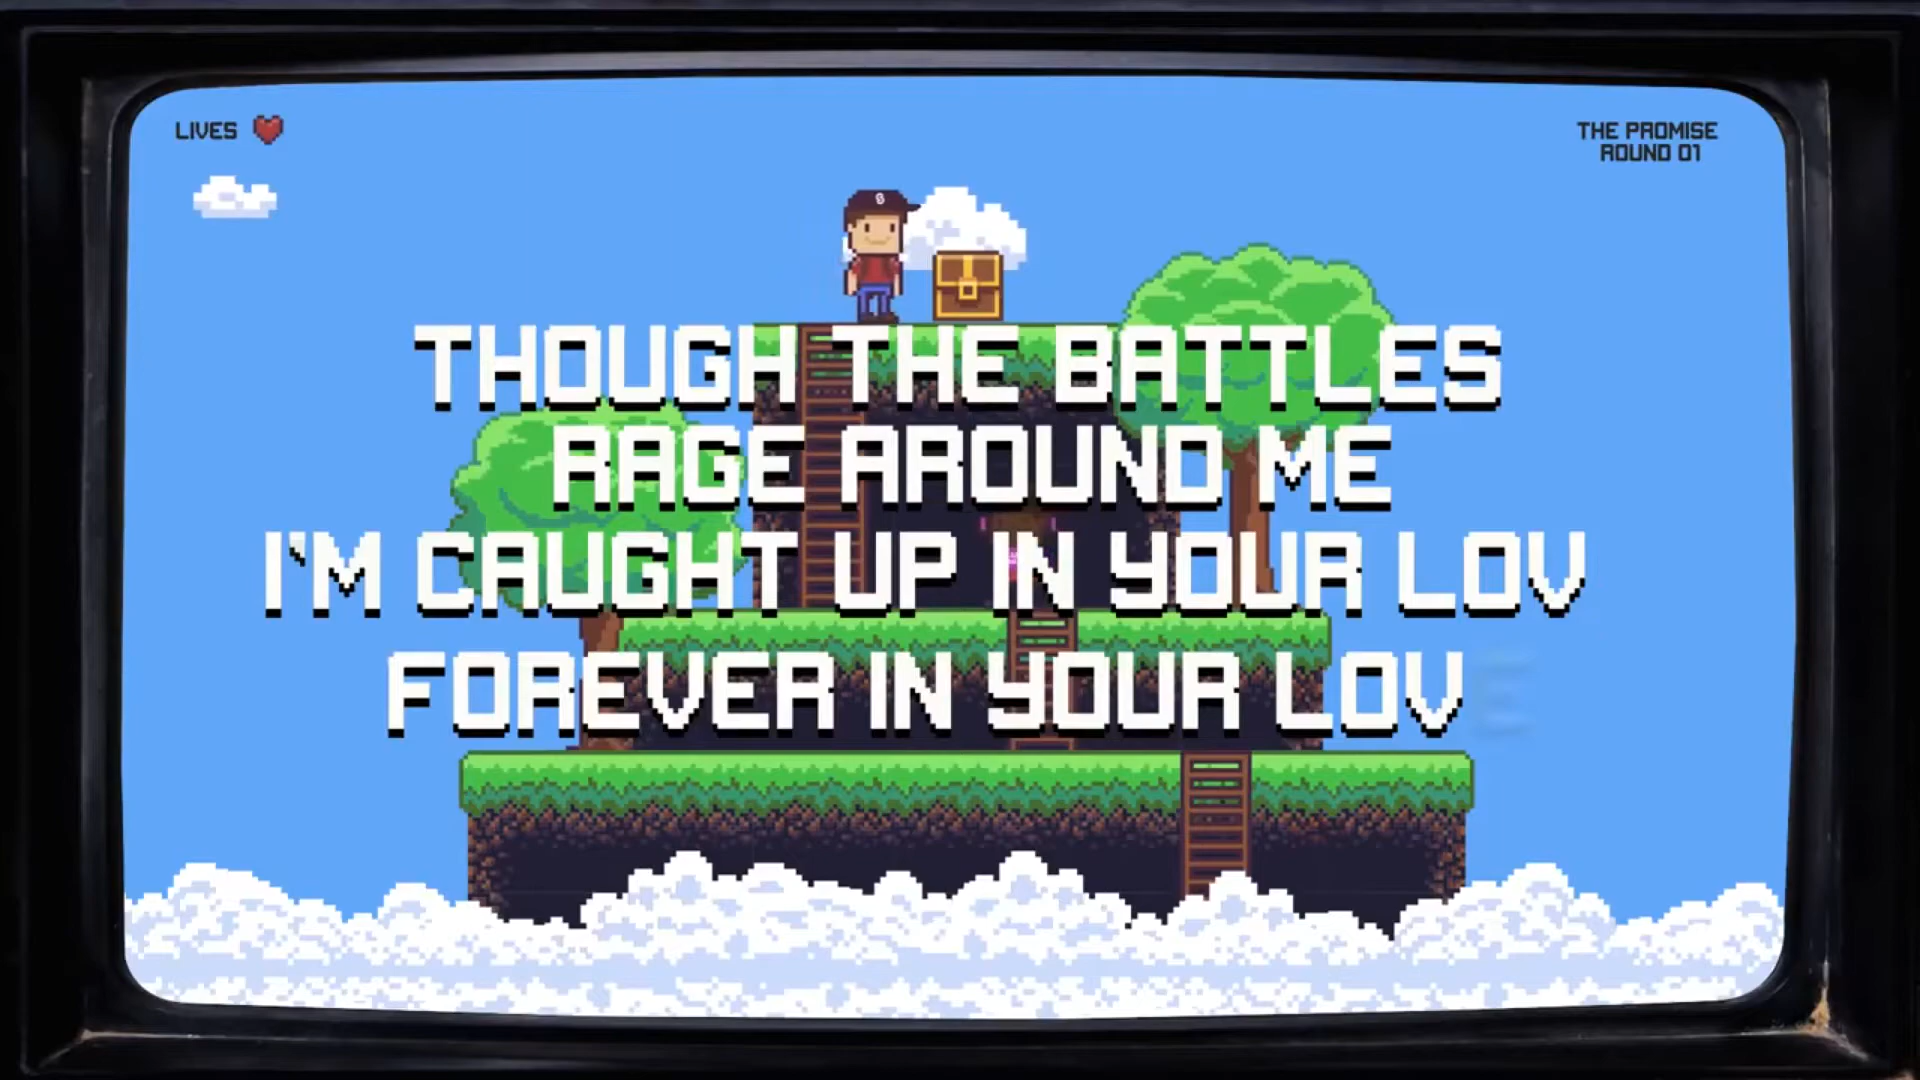 LIVES
THE PROMISE
ROUND 01
THOUGH THE BATTLES
RAGE AROUND ME
I'M CAUGHT UP IN YOUR LOV
FOREVER IN YOUR LOVE